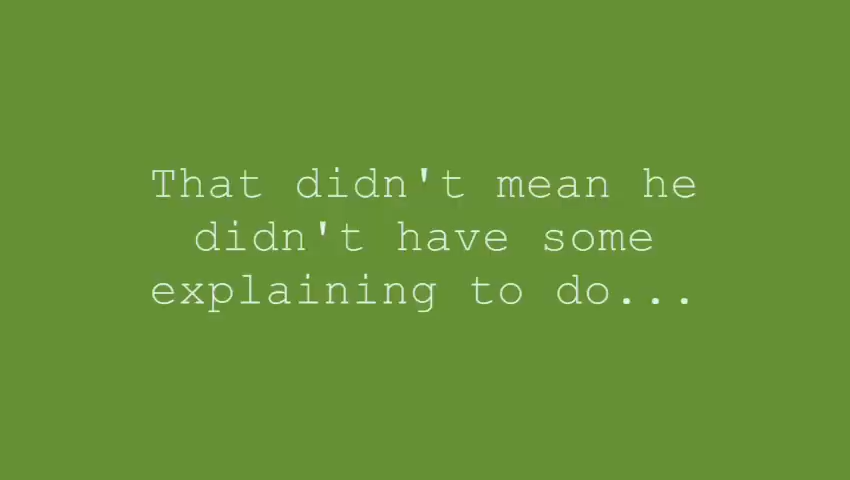 That didn't mean he
didn't have some
explaining to do...